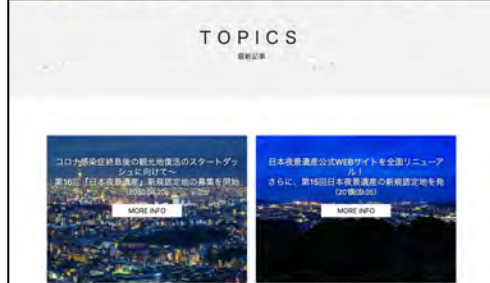 TOPICS
最新記事
コロナ感染症終息後の観光地復活のスタートダッ
シュに向けて～
第16回「日本夜景遺産」新規認定地の募集を開始
(2020.04.20)
MORE INFO
日本夜景遺産公式WEBサイトを全面リニューア
ル！
さらに、第15回日本夜景遺産の新規認定地を発
MORE INFO